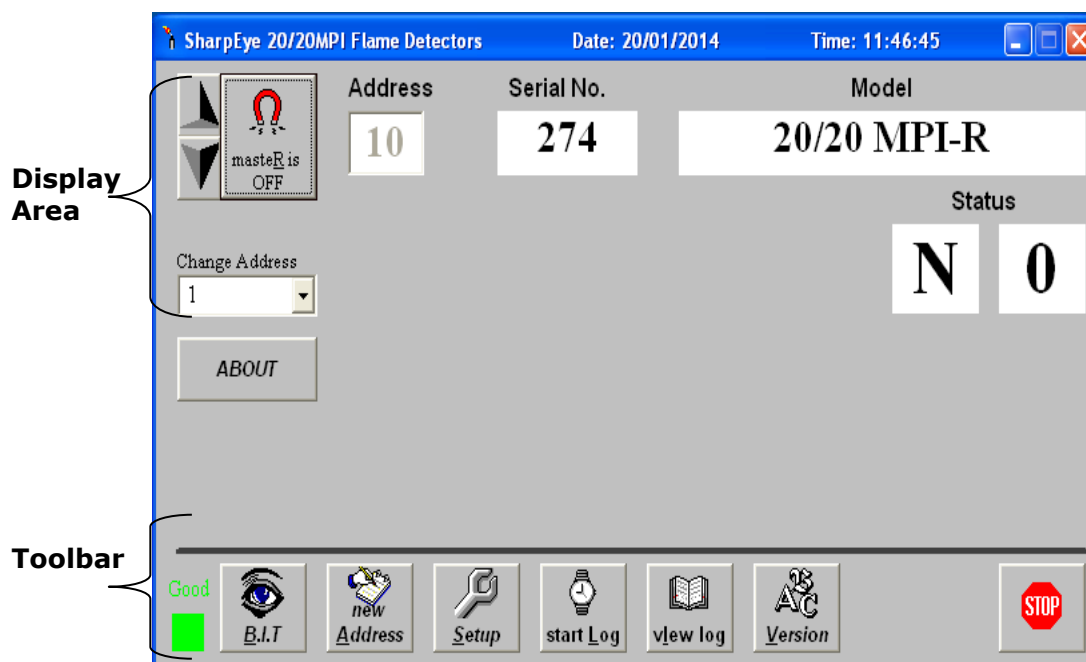 SharpEye 20/20MPI Flame Detectors Date: 20/01/2014 Time: 11:46:45
Address Serial No. Model
masteR is
OFF
10 274 20/20 MPI-R
Display
Area
Status
N 0
Change Address
1
ABOUT
Toolbar
Good
B.I.T
new
Address
Setup
start Log
vIew log
ABC
Version
STOP